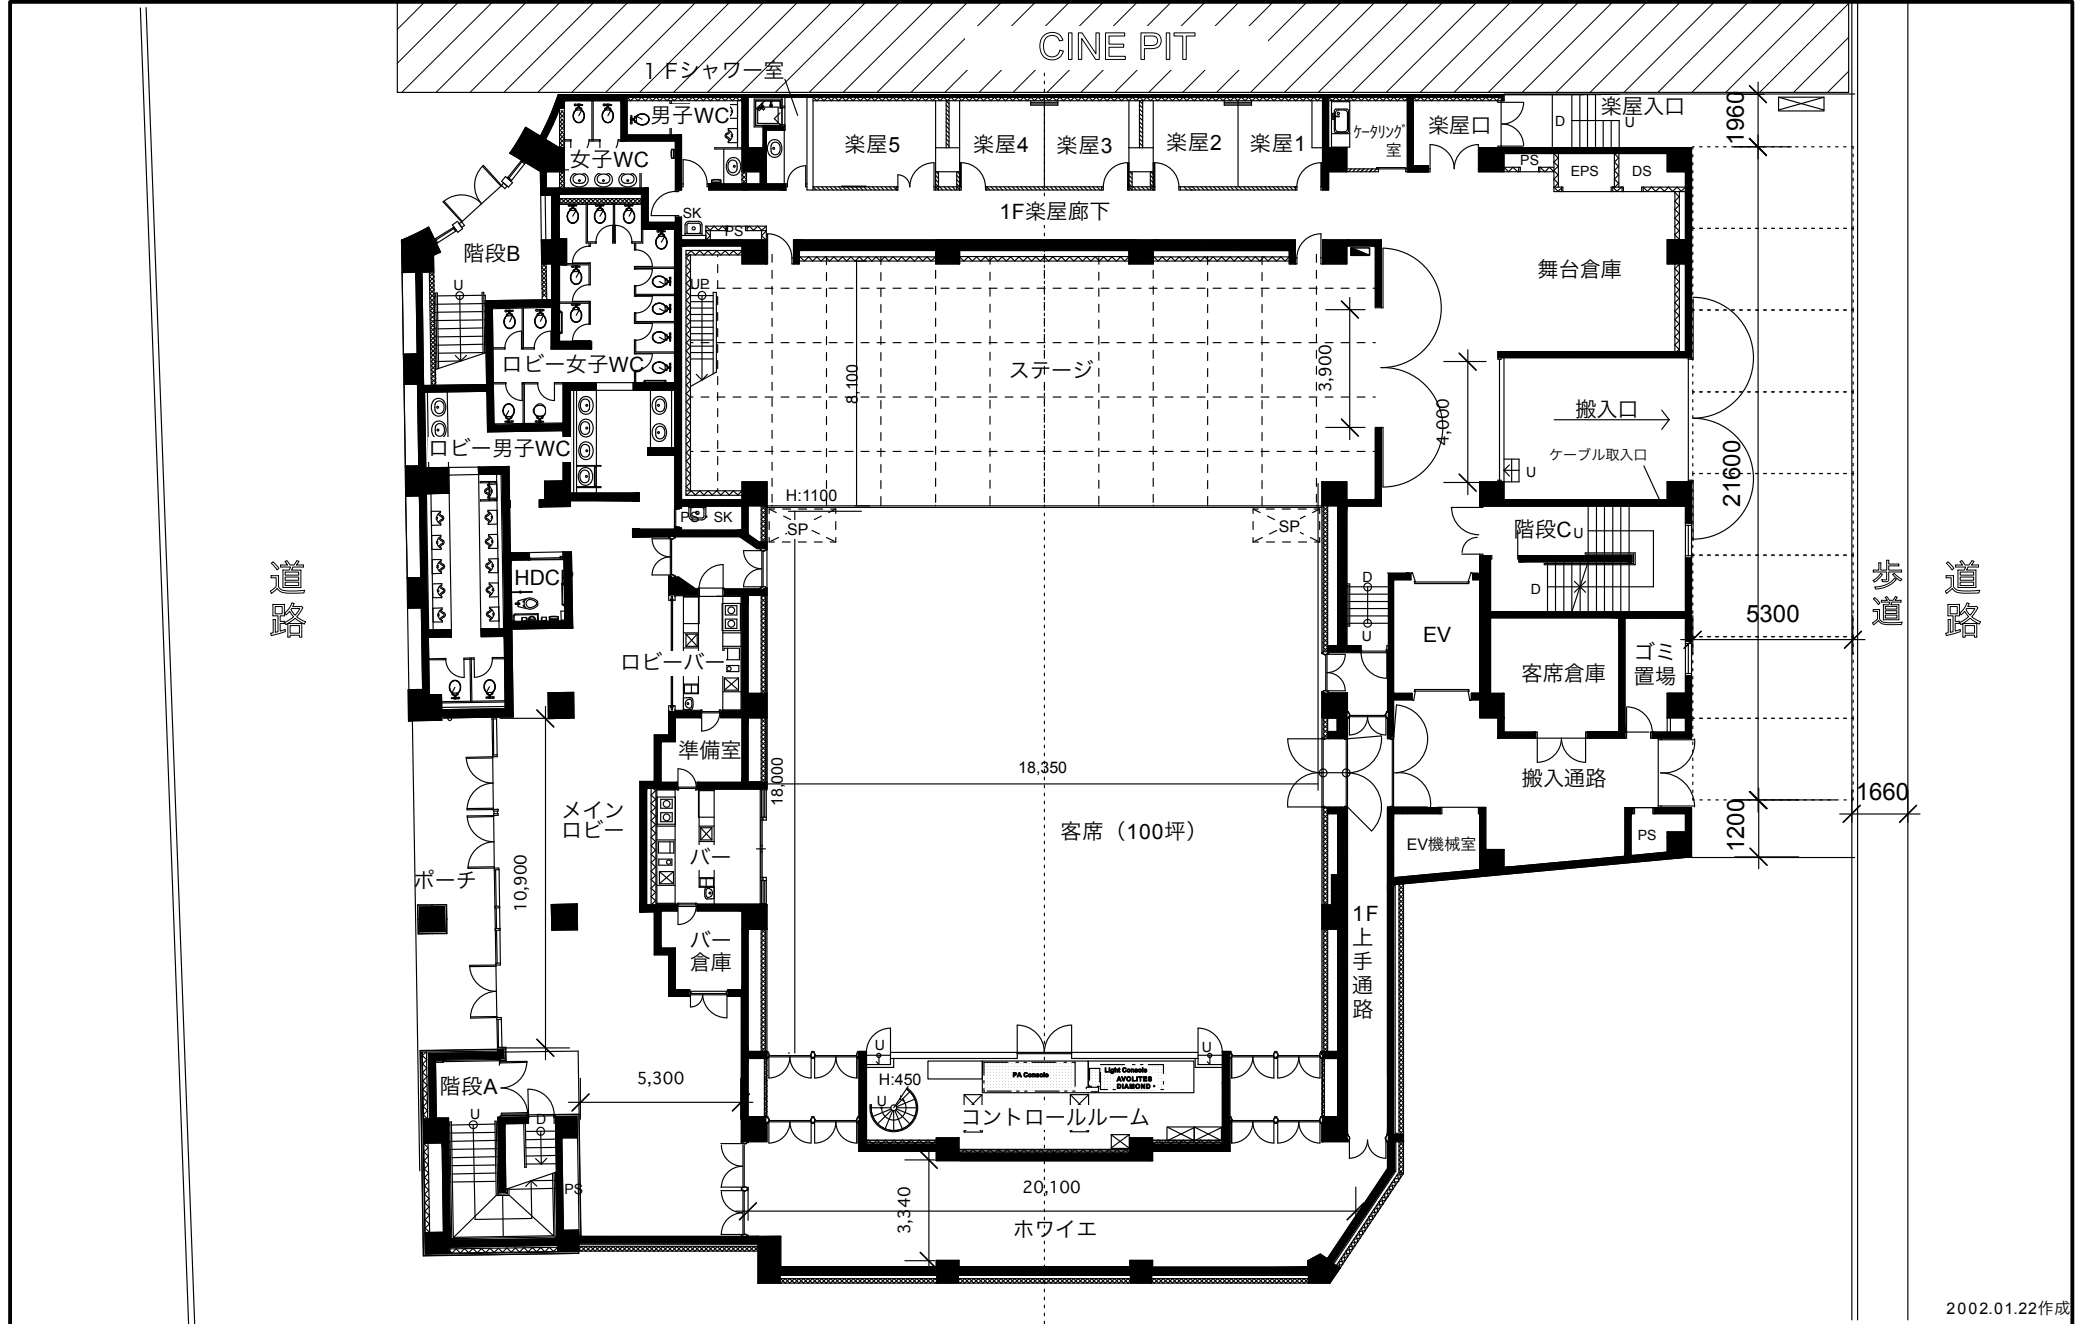 CINE PIT
１Ｆシャワー室
男子WC
女子WC
楽屋5
楽屋4
楽屋3
楽屋2
楽屋1
ケータリング
室
楽屋口
楽屋入口
D
U
1960
PS
EPS
DS
SK
PS
1F楽屋廊下
階段B
U
UP
舞台倉庫
ロビー女子WC
ステージ
8,100
3,900
4,000
搬入口
ケーブル取入口
U
21600
ロビー男子WC
H:1100
PS
SK
SP
SP
階段C
U
D
HDC
道路
歩道
道路
D
U
EV
5300
ロビーバー
客席倉庫
ゴミ
置場
準備室
18,000
18,350
搬入通路
メイン
ロビー
客席（100坪）
1660
1200
バー
EV機械室
PS
ポーチ
10,900
バー
倉庫
1F上手通路
U
U
PA Console
Light Console
AVOLITES
DIAMOND
階段A
5,300
H:450
U
コントロールルーム
U
D
PS
20,100
3,340
ホワイエ
2002.01.22作成